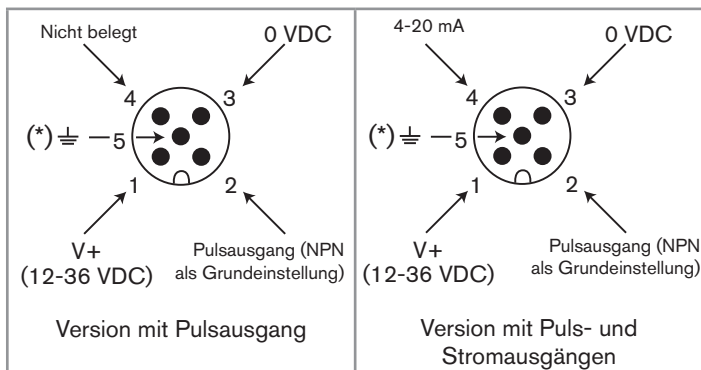 Nicht belegt
0 VDC
4
3
(*)
5
1
2
V+
(12-36 VDC)
Pulsausgang (NPN
als Grundeinstellung)
Version mit Pulsausgang
4-20 mA
0 VDC
4
3
(*)
5
1
2
V+
(12-36 VDC)
Pulsausgang (NPN
als Grundeinstellung)
Version mit Puls- und
Stromausgängen